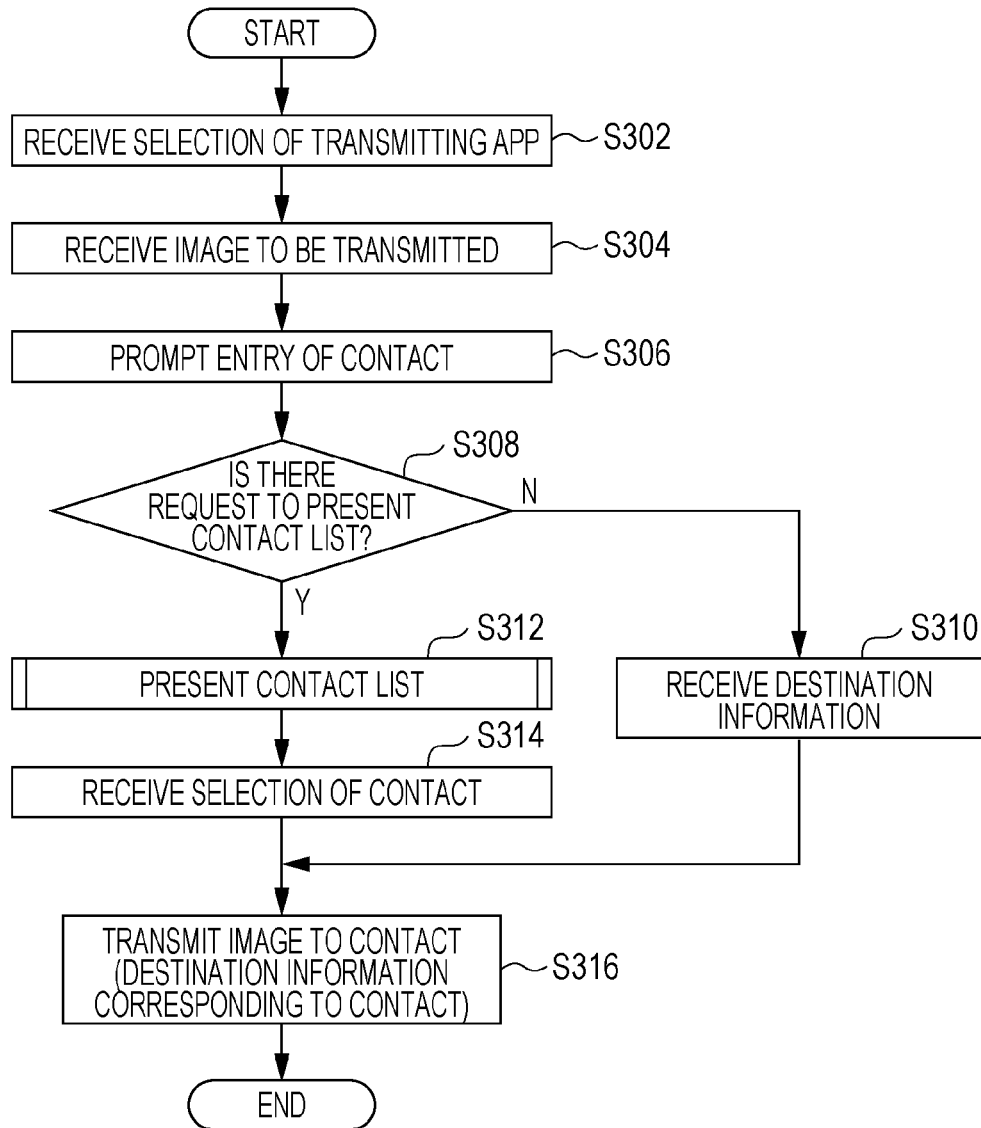 START
RECEIVE SELECTION OF TRANSMITTING APP
S302
RECEIVE IMAGE TO BE TRANSMITTED
S304
PROMPT ENTRY OF CONTACT
S306
S308
IS THERE
REQUEST TO PRESENT
CONTACT LIST?
N
Y
S312
PRESENT CONTACT LIST
S310
RECEIVE DESTINATION
INFORMATION
S314
RECEIVE SELECTION OF CONTACT
TRANSMIT IMAGE TO CONTACT
(DESTINATION INFORMATION
CORRESPONDING TO CONTACT)
S316
END